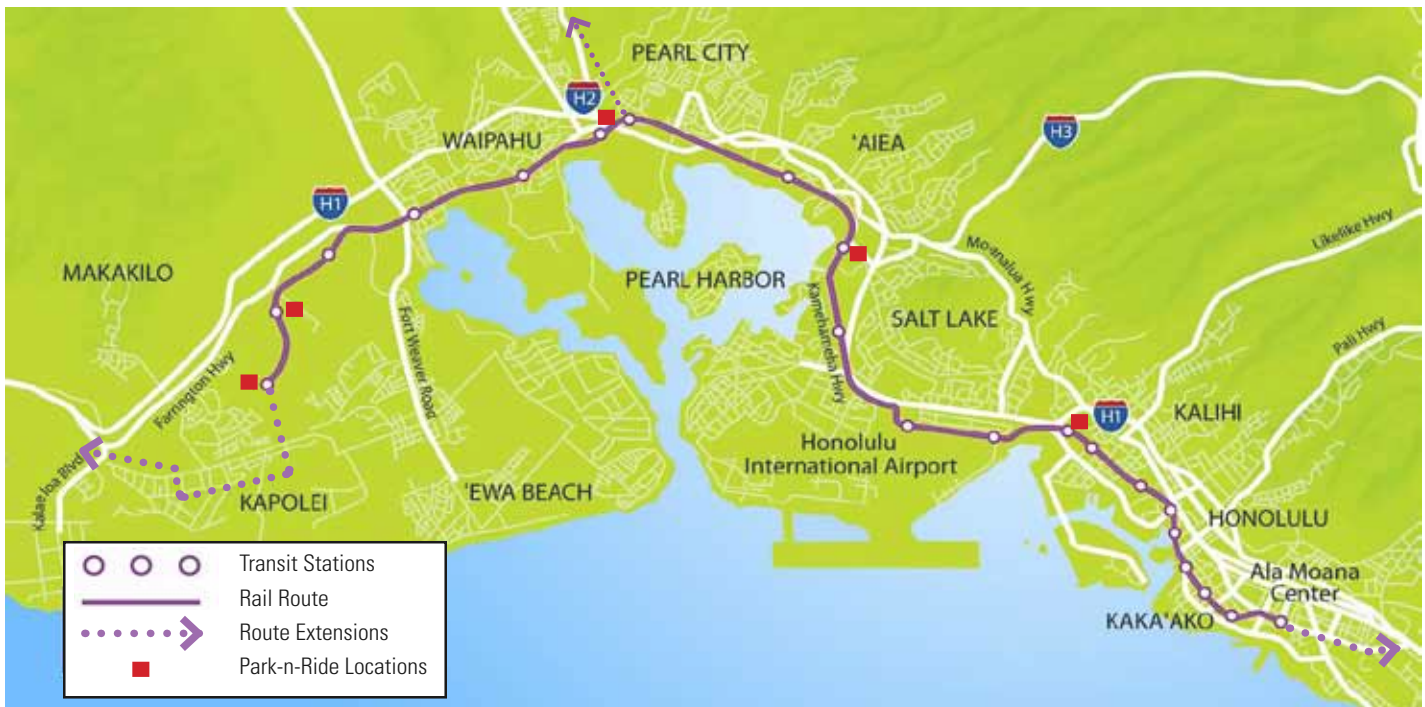 PEARL CITY
H2
WAIPAHU
'AIEA
H3
H1
Likelike Hwy
Moanalua Hwy
MAKAKILO
PEARL HARBOR
Kamehameha Hwy
SALT LAKE
Pali Hwy
Fort Weaver Road
Farrington Hwy
H1
KALIHI
Honolulu
International Airport
Kalaeloa Blvd
KAPOLEI
'EWA BEACH
HONOLULU
Ala Moana
Center
KAKA'AKO
Transit Stations
Rail Route
Route Extensions
Park-n-Ride Locations